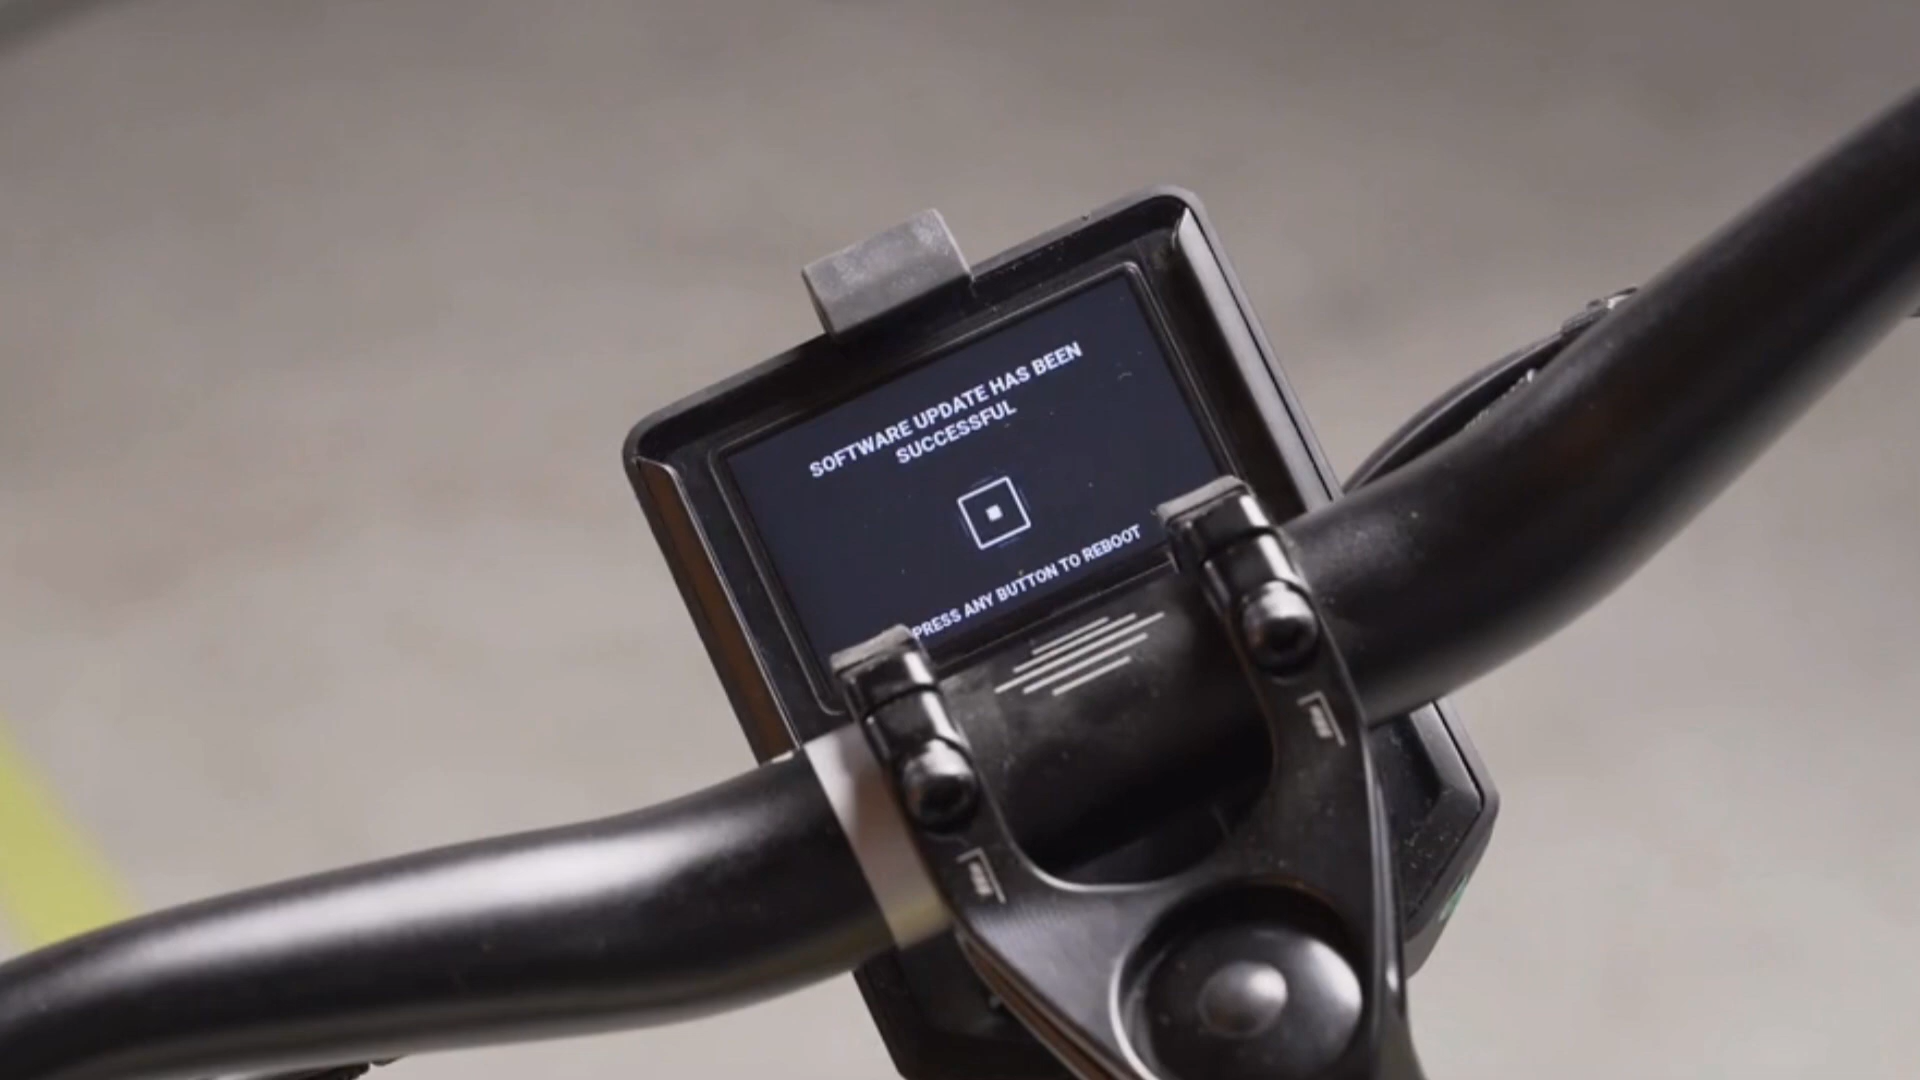 SOFTWARE UPDATE HAS BEEN
SUCCESSFUL
PRESS ANY BUTTON TO REBOOT